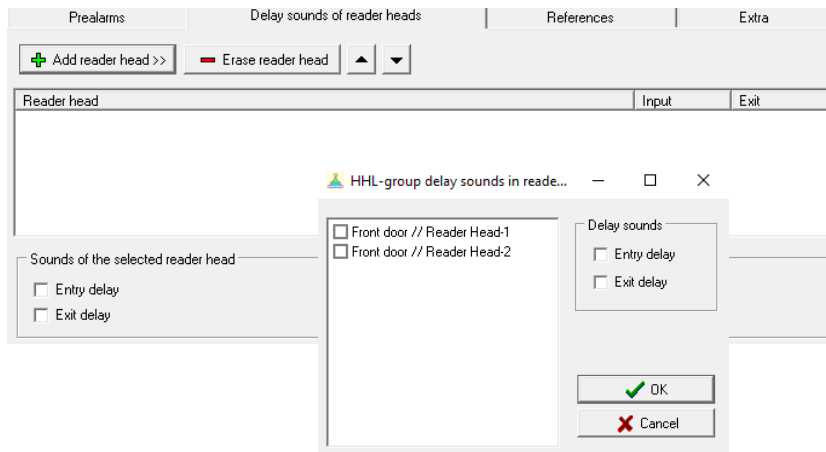 Prealarms
Delay sounds of reader heads
References
Extra
Add reader head >>
Erase reader head
Reader head
Input
Exit
HHL-group delay sounds in reade...
Front door // Reader Head-1
Front door // Reader Head-2
Delay sounds
Entry delay
Exit delay
Sounds of the selected reader head
Entry delay
Exit delay
OK
Cancel